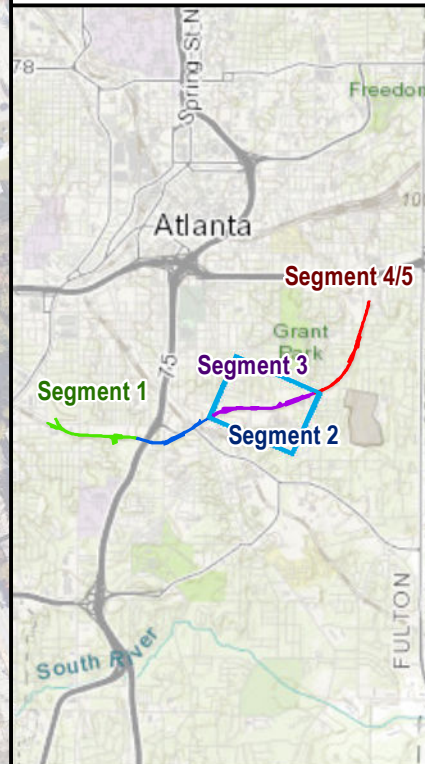 78
Spring St N
Freedom
Atlanta
Segment 4/5
Grant
Park
Segment 3
75
Segment 1
Segment 2
FULTON
South River